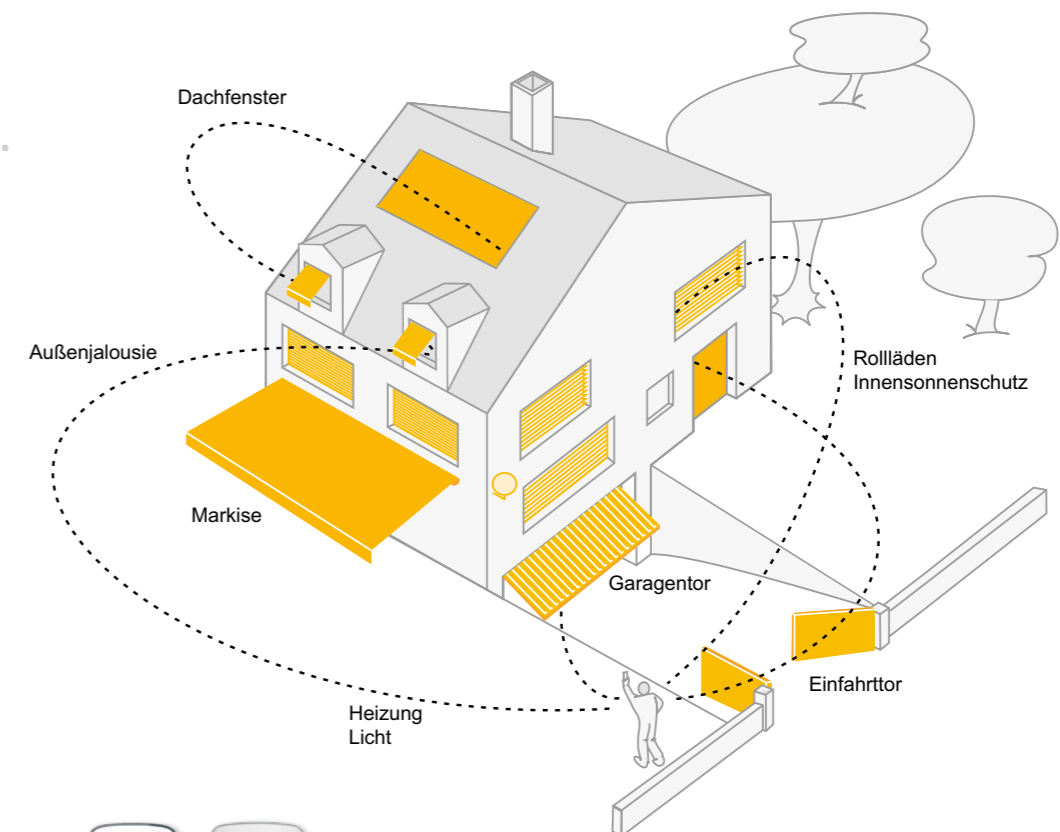 Dachfenster
®
Außenjalousie
Rollläden
Innensonnenschutz
Markise
Garagentor
Einfahrttor
Heizung
Licht